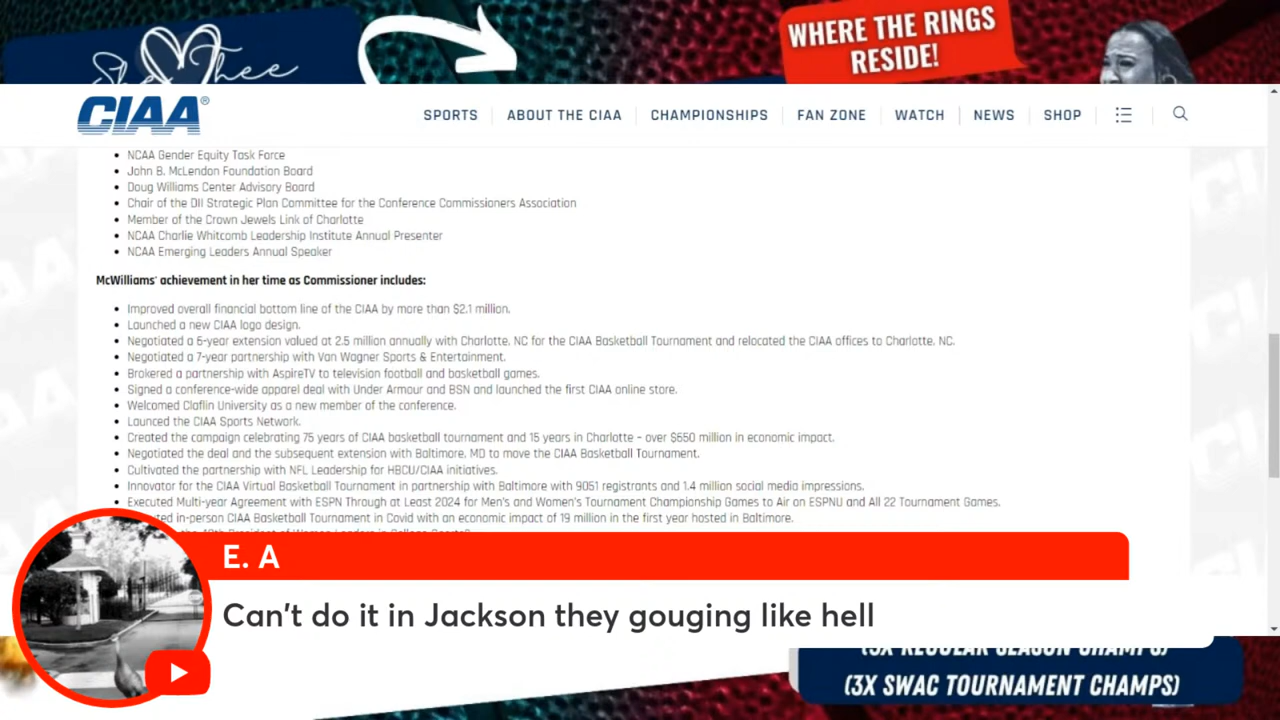 She Thee
WHERE THE RINGS
RESIDE!
CIAA®
SPORTS
ABOUT THE CIAA
CHAMPIONSHIPS
FAN ZONE
WATCH
NEWS
SHOP
NCAA Gender Equity Task Force
John B. McLendon Foundation Board
Doug Williams Center Advisory Board
Chair of the DII Strategic Plan Committee for the Conference Commissioners Association
Member of the Crown Jewels Link of Charlotte
NCAA Charlie Whitcomb Leadership Institute Annual Presenter
NCAA Emerging Leaders Annual Speaker
McWilliams' achievement in her time as Commissioner includes:
Improved overall financial bottom line of the CIAA by more than $2.1 million.
Launched a new CIAA logo design.
Negotiated a 6-year extension valued at 2.5 million annually with Charlotte, NC for the CIAA Basketball Tournament and relocated the CIAA offices to Charlotte, NC.
Negotiated a 7-year partnership with Van Wagner Sports & Entertainment.
Brokered a partnership with AspireTV to television football and basketball games.
Signed a conference-wide apparel deal with Under Armour and BSN and launched the first CIAA online store.
Welcomed Claflin University as a new member of the conference.
Launced the CIAA Sports Network.
Created the campaign celebrating 75 years of CIAA basketball tournament and 15 years in Charlotte - over $650 million in economic impact.
Negotiated the deal and the subsequent extension with Baltimore, MD to move the CIAA Basketball Tournament.
Cultivated the partnership with NFL Leadership for HBCU/CIAA initiatives.
Innovator for the CIAA Virtual Basketball Tournament in partnership with Baltimore with 9051 registrants and 1.4 million social media impressions.
Executed Multi-year Agreement with ESPN Through at Least 2024 for Men's and Women's Tournament Championship Games to Air on ESPNU and All 22 Tournament Games.
in-person CIAA Basketball Tournament in Covid with an economic impact of 19 million in the first year hosted in Baltimore.
E. A
Can't do it in Jackson they gouging like hell
(3X SWAC TOURNAMENT CHAMPS)